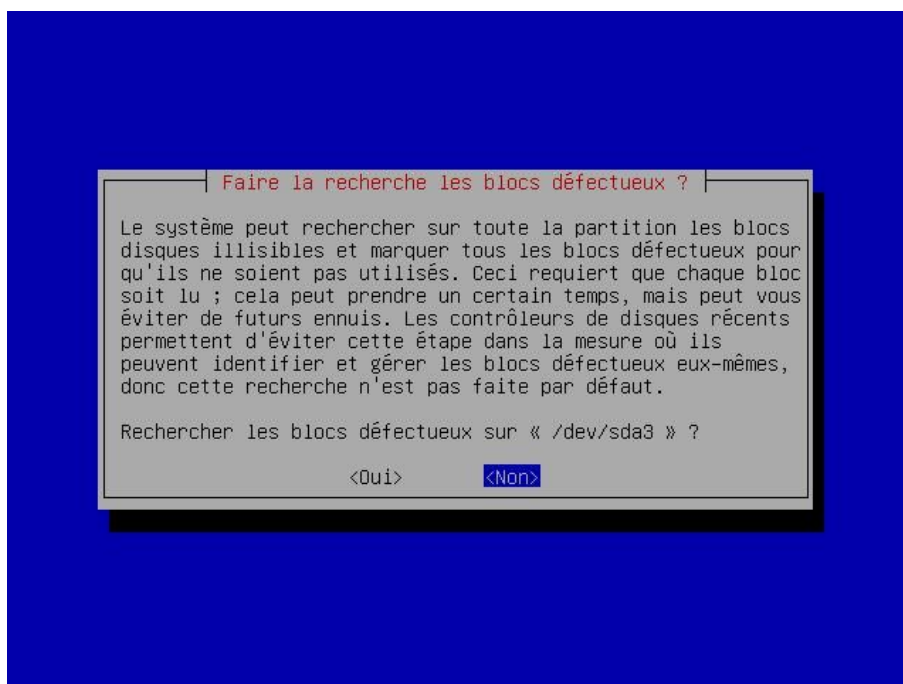 Faire la recherche les blocs défectueux ?
Le système peut rechercher sur toute la partition les blocs
disques illisibles et marquer tous les blocs défectueux pour
qu'ils ne soient pas utilisés. Ceci requiert que chaque bloc
soit lu ; cela peut prendre un certain temps, mais peut vous
éviter de futurs ennuis. Les contrôleurs de disques récents
permettent d'éviter cette étape dans la mesure où ils
peuvent identifier et gérer les blocs défectueux eux-mêmes,
donc cette recherche n'est pas faite par défaut.
Rechercher les blocs défectueux sur « /dev/sda3 » ?
<Oui> <Non>